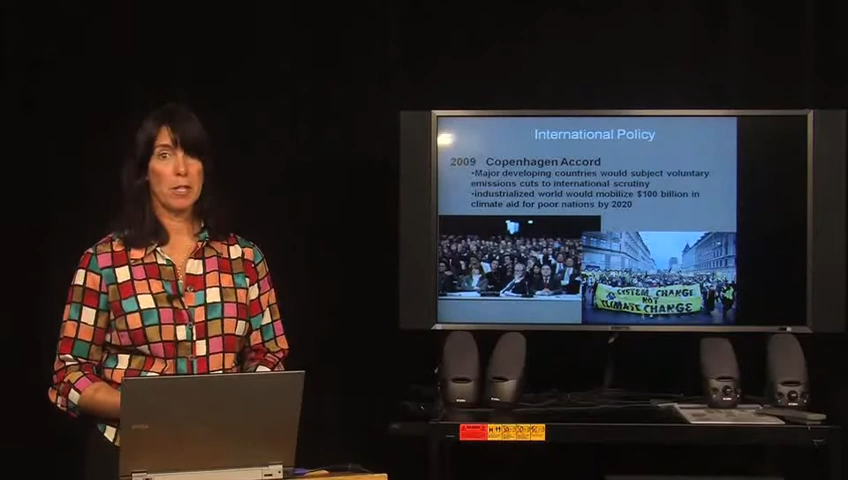 International Policy
2009 Copenhagen Accord
•Major developing countries would subject voluntary
emissions cuts to international scrutiny
•industrialized world would mobilize $100 billion in
climate aid for poor nations by 2020
SYSTEM CHANGE
NOT
CLIMATE CHANGE